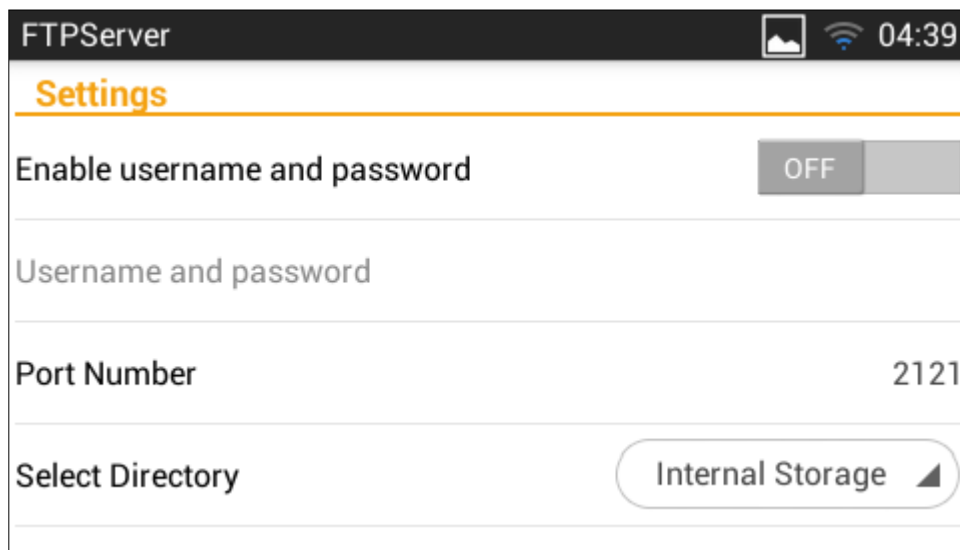 FTPServer 04:39
Settings
Enable username and password OFF
Username and password
Port Number 2121
Select Directory Internal Storage